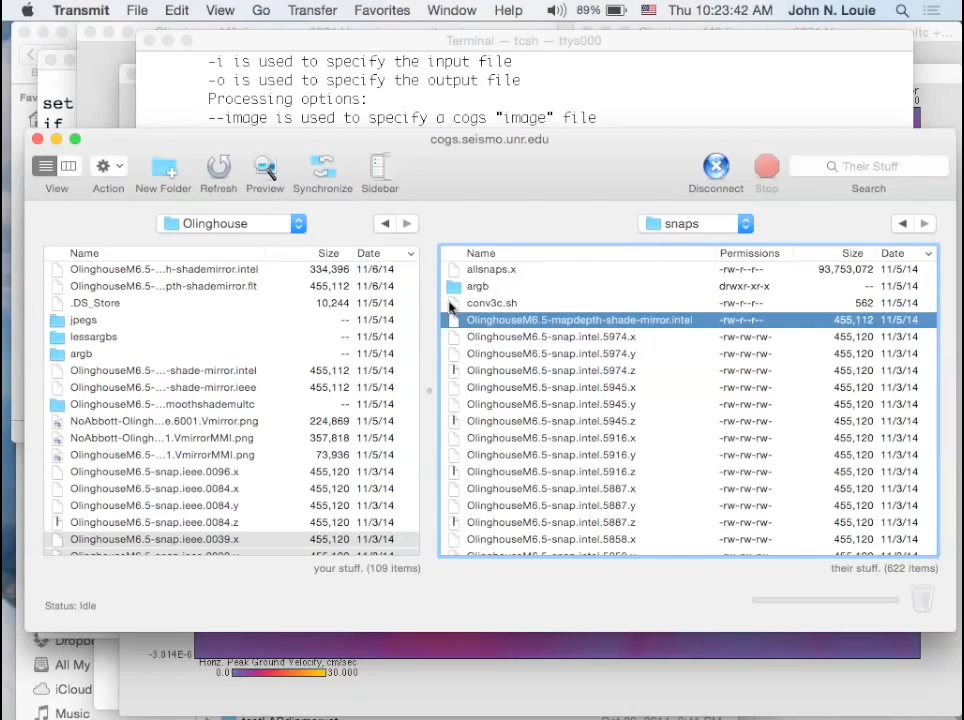 Transmit File Edit View Go Transfer Favorites Window Help 89% Thu 10:23:42 AM John N. Louie
Terminal — tcsh — ttys000
-i is used to specify the input file
-o is used to specify the output file
Processing options:
--image is used to specify a cogs "image" file
Fav
set
if
cogs.seismo.unr.edu
View Action New Folder Refresh Preview Synchronize Sidebar Disconnect Stop Search
Their Stuff
Olinghouse
snaps
Name Size Date
OlinghouseM6.5-...h-shademirror.intel 334,396 11/6/14
OlinghouseM6.5-...pth-shademirror.flt 455,112 11/6/14
.DS_Store 10,244 11/5/14
jpegs -- 11/5/14
lessargbs -- 11/5/14
argb -- 11/5/14
OlinghouseM6.5-...-shade-mirror.intel 455,112 11/5/14
OlinghouseM6.5-...-shade-mirror.ieee 455,112 11/5/14
OlinghouseM6.5-...moothshademultc -- 11/5/14
NoAbbott-Olingh...e.6001.Vmirror.png 224,869 11/5/14
NoAbbott-Olingh...1.VmirrorMMI.png 357,818 11/5/14
NoAbbott-Olingh...1.VmirrorMMI.png 73,936 11/5/14
OlinghouseM6.5-snap.ieee.0096.x 455,120 11/3/14
OlinghouseM6.5-snap.ieee.0084.x 455,120 11/3/14
OlinghouseM6.5-snap.ieee.0084.y 455,120 11/3/14
OlinghouseM6.5-snap.ieee.0084.z 455,120 11/3/14
OlinghouseM6.5-snap.ieee.0039.x 455,120 11/3/14
your stuff. (109 items)
Name Permissions Size Date
allsnaps.x -rw-r--r-- 93,753,072 11/5/14
argb drwxr-xr-x -- 11/5/14
conv3c.sh -rw-r--r-- 562 11/5/14
OlinghouseM6.5-mapdepth-shade-mirror.intel -rw-r--r-- 455,112 11/5/14
OlinghouseM6.5-snap.intel.5974.x -rw-rw-rw- 455,120 11/3/14
OlinghouseM6.5-snap.intel.5974.y -rw-rw-rw- 455,120 11/3/14
OlinghouseM6.5-snap.intel.5974.z -rw-rw-rw- 455,120 11/3/14
OlinghouseM6.5-snap.intel.5945.x -rw-rw-rw- 455,120 11/3/14
OlinghouseM6.5-snap.intel.5945.y -rw-rw-rw- 455,120 11/3/14
OlinghouseM6.5-snap.intel.5945.z -rw-rw-rw- 455,120 11/3/14
OlinghouseM6.5-snap.intel.5916.x -rw-rw-rw- 455,120 11/3/14
OlinghouseM6.5-snap.intel.5916.y -rw-rw-rw- 455,120 11/3/14
OlinghouseM6.5-snap.intel.5916.z -rw-rw-rw- 455,120 11/3/14
OlinghouseM6.5-snap.intel.5887.x -rw-rw-rw- 455,120 11/3/14
OlinghouseM6.5-snap.intel.5887.y -rw-rw-rw- 455,120 11/3/14
OlinghouseM6.5-snap.intel.5887.z -rw-rw-rw- 455,120 11/3/14
OlinghouseM6.5-snap.intel.5858.x -rw-rw-rw- 455,120 11/3/14
their stuff. (622 items)
Status: Idle
Dropbo
All My
iCloud
Music
-3.814E-6
Horz. Peak Ground Velocity, cm/sec
0.0 30.000